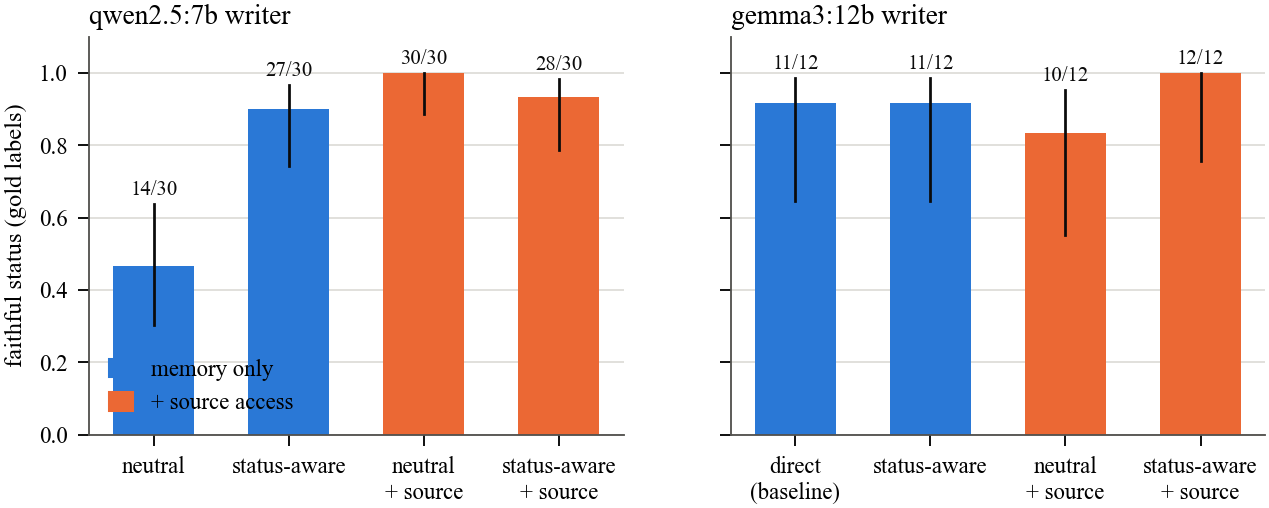 qwen2.5:7b writer
gemma3:12b writer
faithful status (gold labels)
1.0
0.8
0.6
0.4
0.2
0.0
14/30
27/30
30/30
28/30
11/12
11/12
10/12
12/12
memory only
+ source access
neutral
status-aware
neutral
+ source
status-aware
+ source
direct
(baseline)
status-aware
neutral
+ source
status-aware
+ source